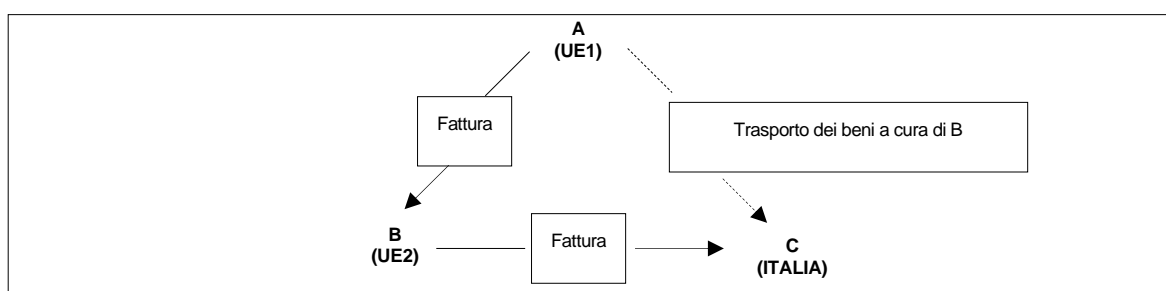 A
(UE1)
Fattura
Trasporto dei beni a cura di B
B
(UE2)
Fattura
C
(ITALIA)